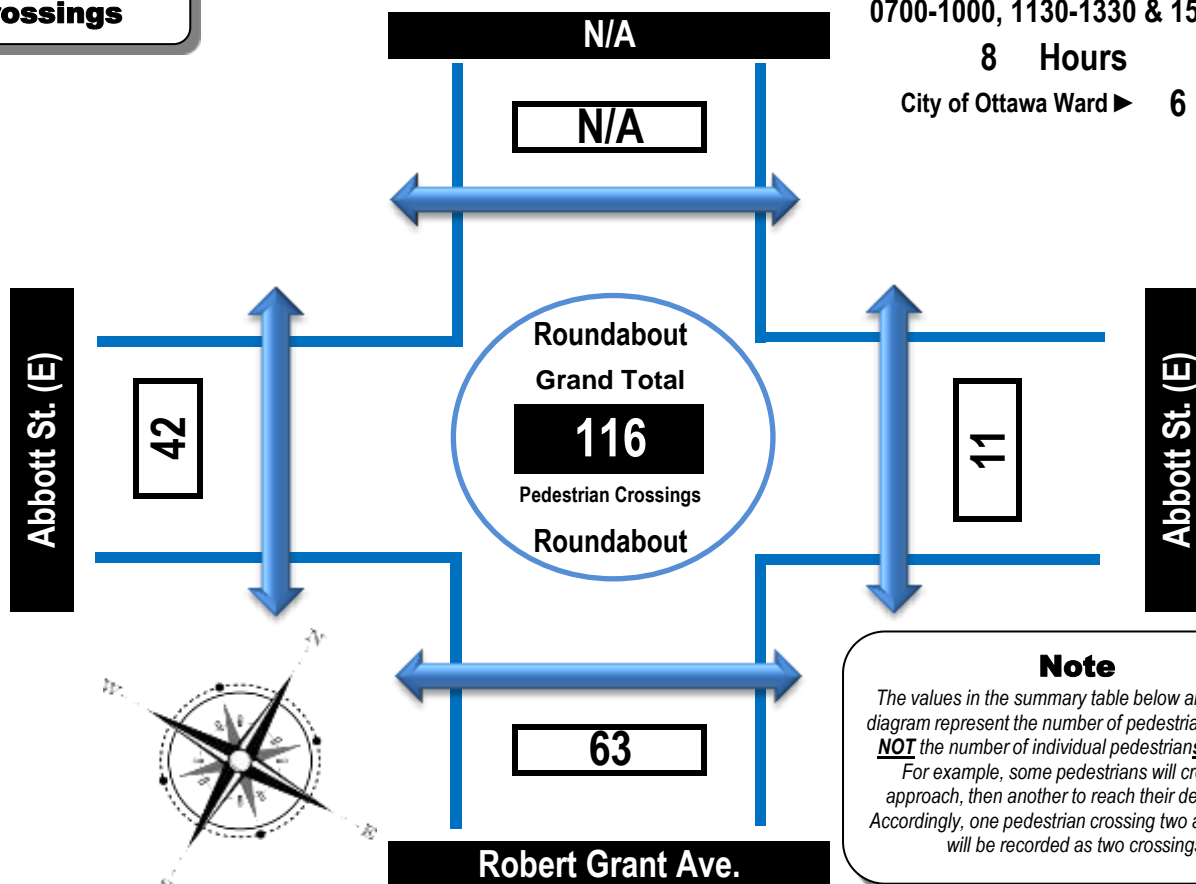 rossings
0700-1000, 1130-1330 & 15
8 Hours
City of Ottawa Ward ► 6
N/A
N/A
Abbott St. (E)
42
Roundabout
Grand Total
116
Pedestrian Crossings
Roundabout
11
Abbott St. (E)
N
W
E
S
63
Robert Grant Ave.
Note
The values in the summary table below a
diagram represent the number of pedestria
NOT the number of individual pedestrians
For example, some pedestrians will cr
approach, then another to reach their de
Accordingly, one pedestrian crossing two a
will be recorded as two crossings